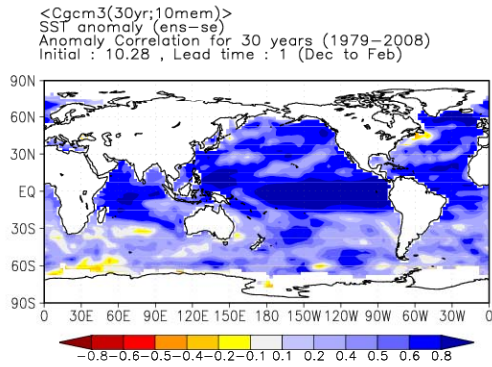 <Cgcm3(30yr;10mem)>
SST anomaly (ens-se)
Anomaly Correlation for 30 years (1979-2008)
Initial : 10.28 , Lead time : 1 (Dec to Feb)
90N
60N
30N
EQ
30S
60S
90S
0 30E 60E 90E 120E 150E 180 150W 120W 90W 60W 30W 0
-0.8 -0.6 -0.5 -0.4 -0.2 -0.1 0.1 0.2 0.4 0.5 0.6 0.8